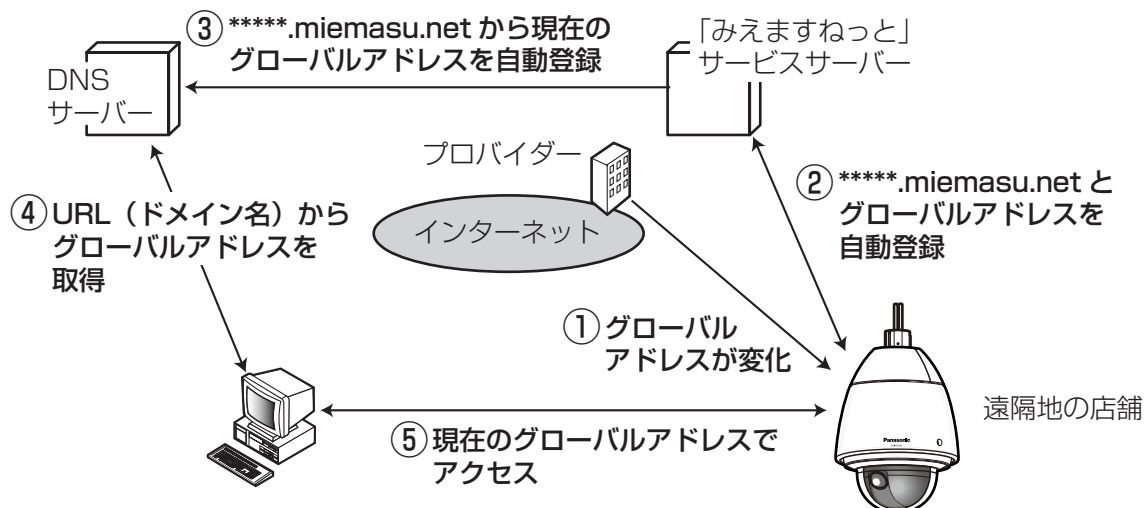 ③*****.miemasu.net から現在の
グローバルアドレスを自動登録
「みえますねっと」
サービスサーバー
DNS
サーバー
プロバイダー
インターネット
②*****.miemasu.net と
グローバルアドレスを
自動登録
④URL（ドメイン名）から
グローバルアドレスを
取得
①グローバル
アドレスが変化
遠隔地の店舗
Panasonic
⑤現在のグローバルアドレスで
アクセス